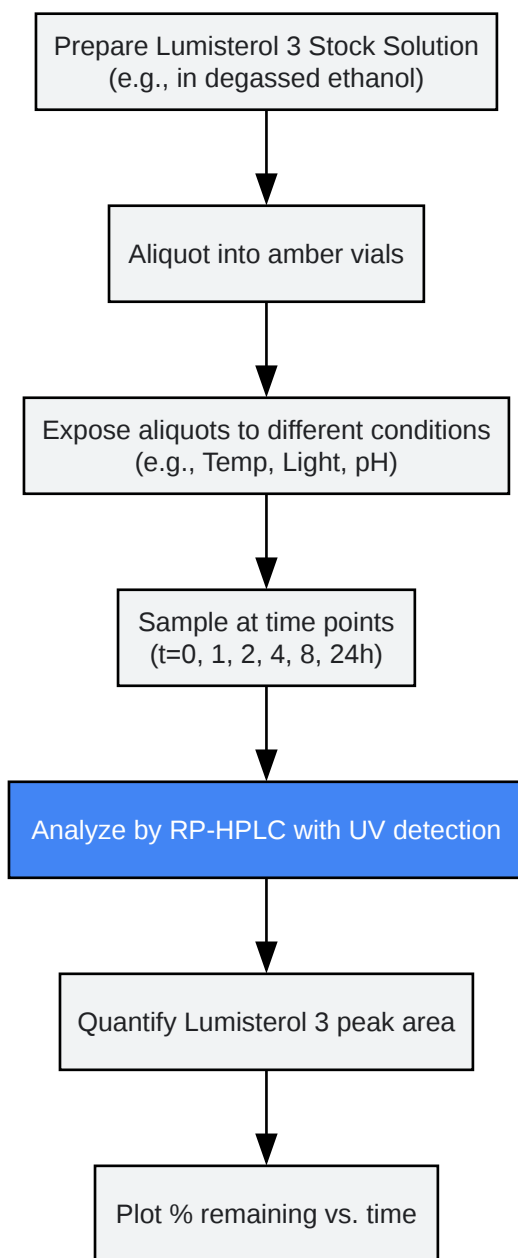 Prepare Lumisterol 3 Stock Solution
(e.g., in degassed ethanol)
Aliquot into amber vials
Expose aliquots to different conditions
(e.g., Temp, Light, pH)
Sample at time points
(t=0, 1, 2, 4, 8, 24h)
Analyze by RP-HPLC with UV detection
Quantify Lumisterol 3 peak area
Plot % remaining vs. time